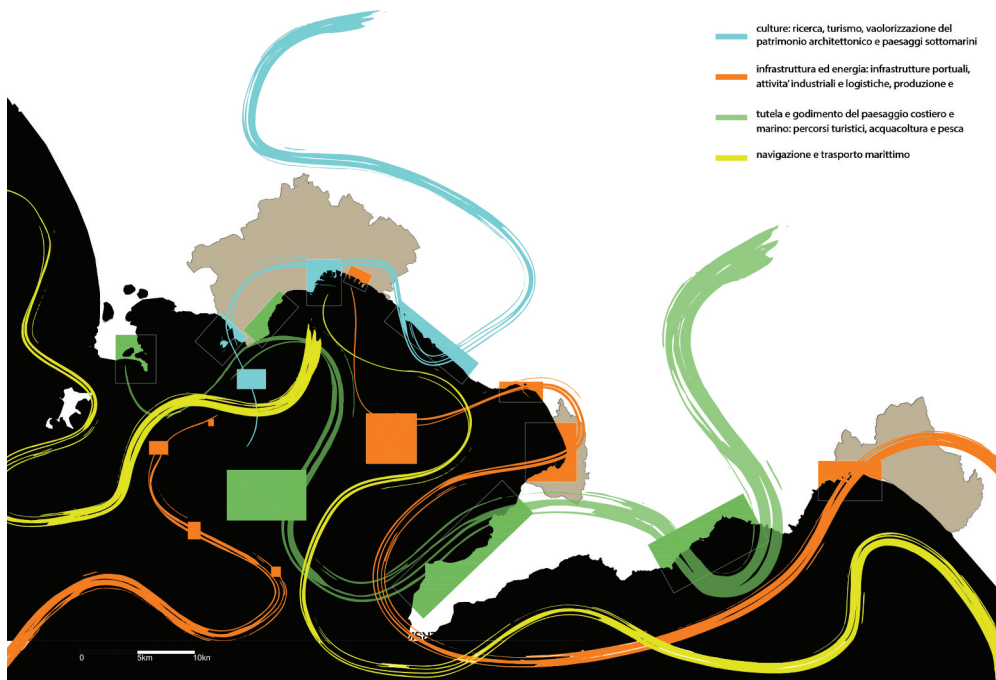 culture: ricerca, turismo, vaolorizzazione del
patrimonio architettonico e paesaggi sottomarini
infrastruttura ed energia: infrastrutture portuali,
attivita' industriali e logistiche, produzione e
tutela e godimento del paesaggio costiero e
marino: percorsi turistici, acquacoltura e pesca
navigazione e trasporto marittimo
0 5km 10kn